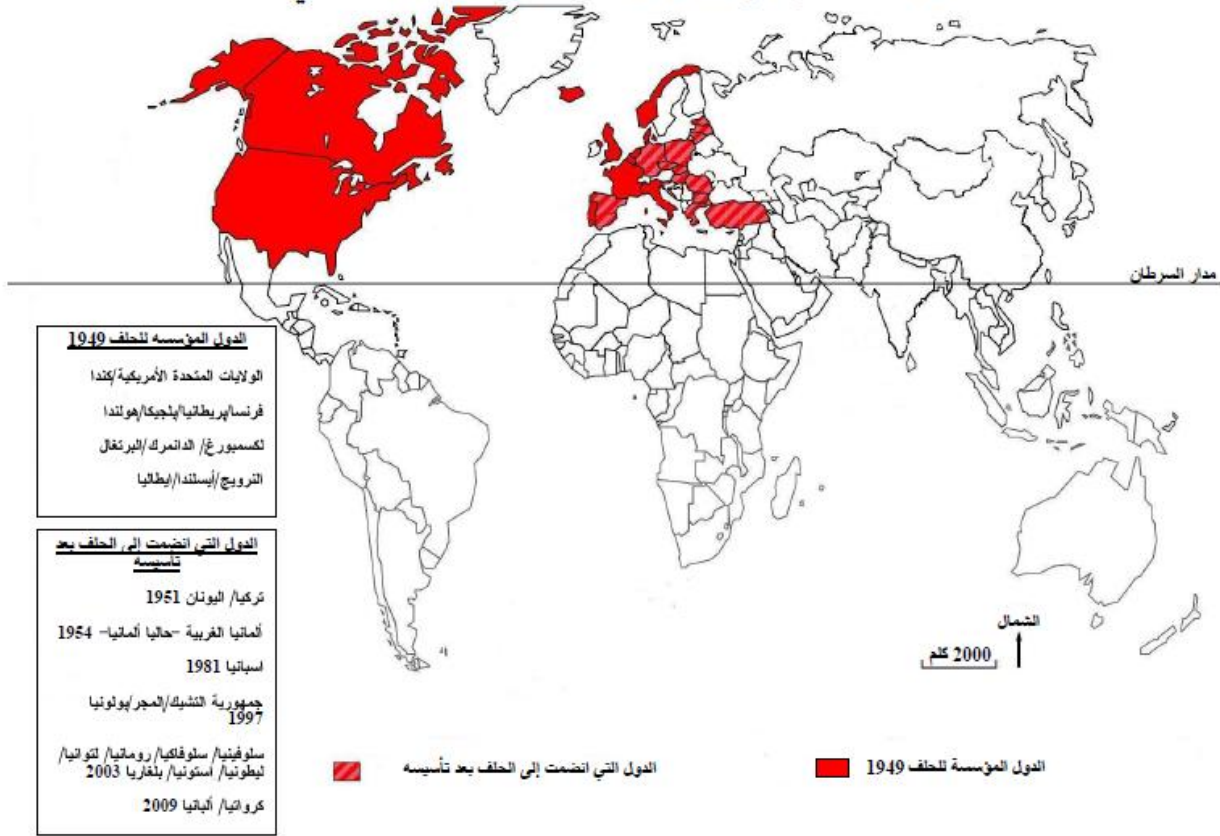 مدار السرطان
الدول المؤسسه للحلف 1949
الولايات المتحدة الأمريكية/كندا
فرنسا/بريطانيا/بلجيكا/هولندا
لكسمبورغ/ الدانمرك/البرتغال
النرويج/أيسلندا/ايطاليا
الدول التي انضمت إلى الحلف بعد
تأسيسه
تركيا/ اليونان 1951
ألمانيا الغربية -حاليا ألمانيا- 1954
اسبانيا 1981
جمهورية التشيك/المجر/بولونيا
1997
سلوفينيا/ سلوفاكيا/ رومانيا/ لتوانيا/
ليطونيا/ استونيا/ بلغاريا 2003
كرواتيا/ ألبانيا 2009
الشمال
2000 كلم
الدول المؤسسة للحلف 1949
الدول التي انضمت إلى الحلف بعد تأسيسه